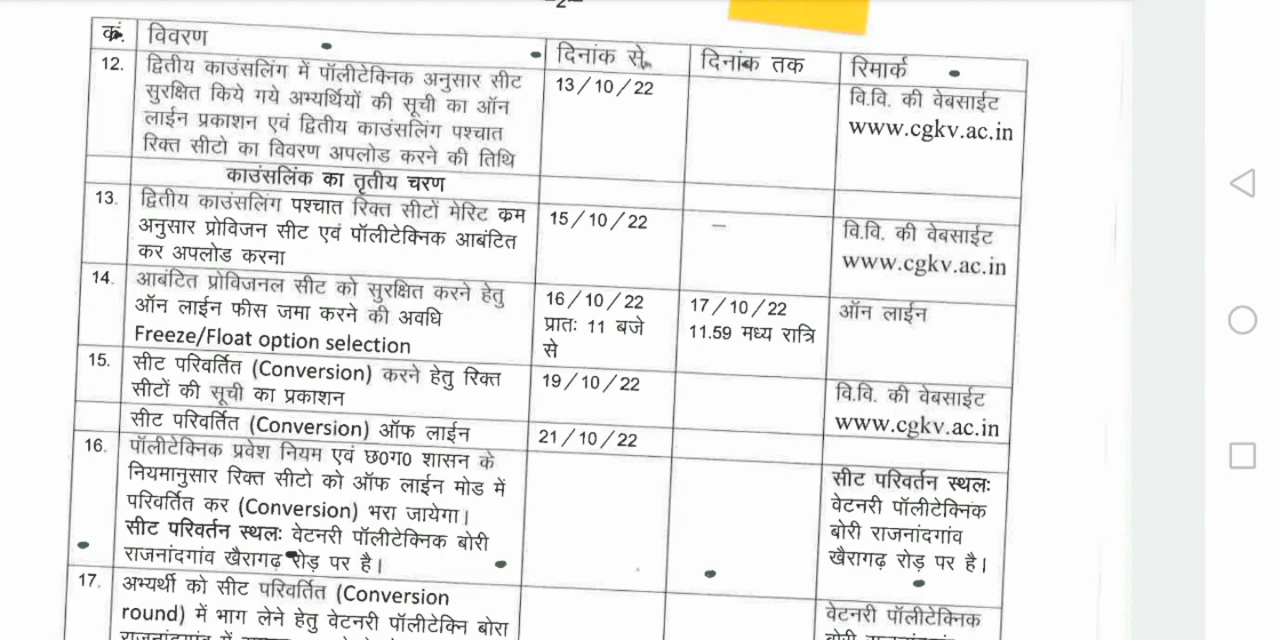 –2–
कं. विवरण दिनांक से दिनांक तक रिमार्क
12. द्वितीय काउंसलिंग में पॉलीटेक्निक अनुसार सीट
सुरक्षित किये गये अभ्यर्थियों की सूची का ऑन
लाईन प्रकाशन एवं द्वितीय काउंसलिंग पश्चात
रिक्त सीटो का विवरण अपलोड करने की तिथि
13/10/22
वि.वि. की वेबसाईट
www.cgkv.ac.in
काउंसलिंक का तृतीय चरण
13. द्वितीय काउंसलिंग पश्चात रिक्त सीटों मेरिट क्रम
अनुसार प्रोविजन सीट एवं पॉलीटेक्निक आबंटित
कर अपलोड करना
15/10/22
–
वि.वि. की वेबसाईट
www.cgkv.ac.in
14. आबंटित प्रोविजनल सीट को सुरक्षित करने हेतु
ऑन लाईन फीस जमा करने की अवधि
Freeze/Float option selection
16/10/22
प्रातः 11 बजे
से
17/10/22
11.59 मध्य रात्रि
ऑन लाईन
15. सीट परिवर्तित (Conversion) करने हेतु रिक्त
सीटों की सूची का प्रकाशन
19/10/22
वि.वि. की वेबसाईट
www.cgkv.ac.in
सीट परिवर्तित (Conversion) ऑफ लाईन
21/10/22
16. पॉलीटेक्निक प्रवेश नियम एवं छ0ग0 शासन के
नियमानुसार रिक्त सीटो को ऑफ लाईन मोड में
परिवर्तित कर (Conversion) भरा जायेगा।
सीट परिवर्तन स्थलः वेटनरी पॉलीटेक्निक बोरी
राजनांदगांव खैरागढ़ रोड़ पर है।
सीट परिवर्तन स्थलः
वेटनरी पॉलीटेक्निक
बोरी राजनांदगांव
खैरागढ़ रोड़ पर है।
17. अभ्यर्थी को सीट परिवर्तित (Conversion
round) में भाग लेने हेतु वेटनरी पॉलीटेक्नि बोरा
वेटनरी पॉलीटेक्निक